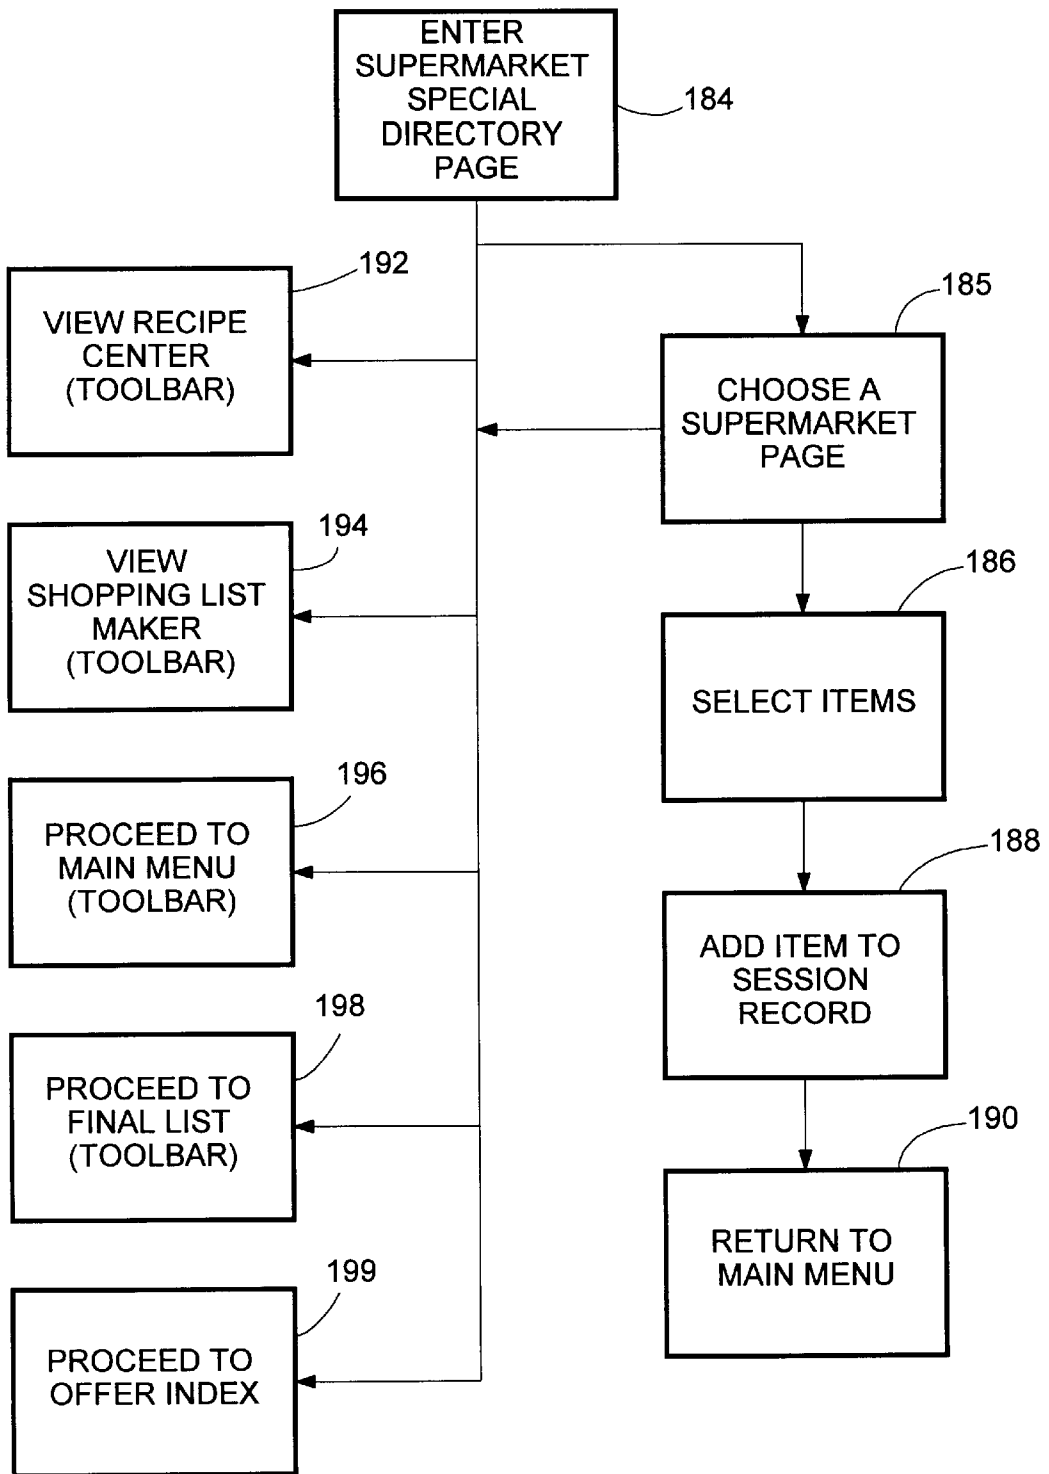 ENTER
SUPERMARKET
SPECIAL
DIRECTORY
PAGE
184
192
VIEW RECIPE
CENTER
(TOOLBAR)
185
CHOOSE A
SUPERMARKET
PAGE
194
VIEW
SHOPPING LIST
MAKER
(TOOLBAR)
186
SELECT ITEMS
196
PROCEED TO
MAIN MENU
(TOOLBAR)
188
ADD ITEM TO
SESSION
RECORD
198
PROCEED TO
FINAL LIST
(TOOLBAR)
190
RETURN TO
MAIN MENU
199
PROCEED TO
OFFER INDEX